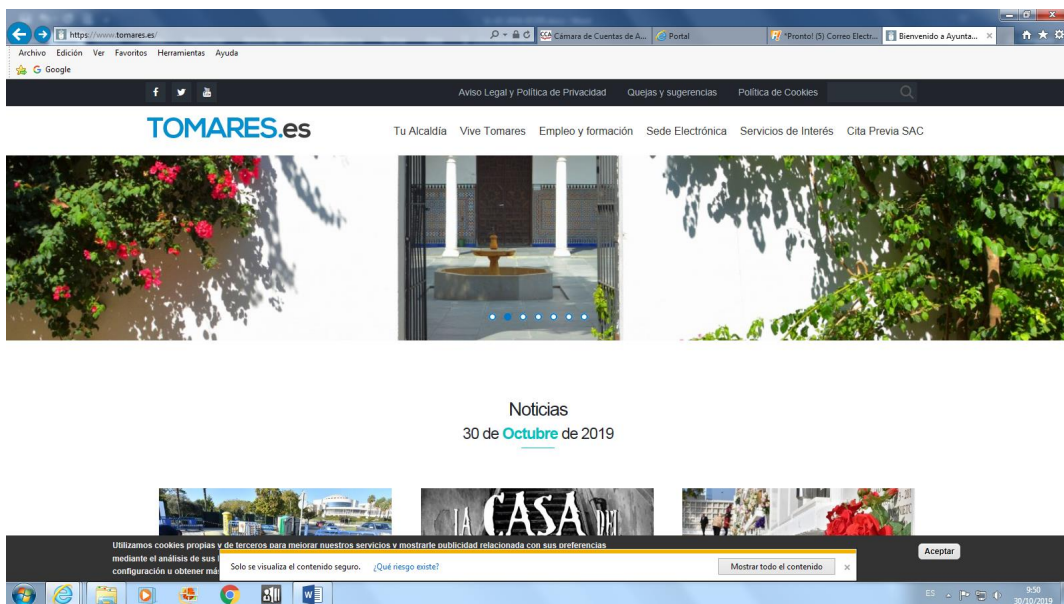 https://www.tomares.es/
Cámara de Cuentas de A...
Portal
*Pronto! (5) Correo Electr...
Bienvenido a Ayunta...
Archivo Edición Ver Favoritos Herramientas Ayuda
Google
Aviso Legal y Política de Privacidad Quejas y sugerencias Política de Cookies
TOMARES.es
Tu Alcaldía Vive Tomares Empleo y formación Sede Electrónica Servicios de Interés Cita Previa SAC
Noticias
30 de Octubre de 2019
LA CASA DEL
Utilizamos cookies propias y de terceros para mejorar nuestros servicios y mostrarle publicidad relacionada con sus preferencias
mediante el análisis de sus
configuración u obtener más
Aceptar
Solo se visualiza el contenido seguro. ¿Qué riesgo existe? Mostrar todo el contenido
ES
9:50
30/10/2019